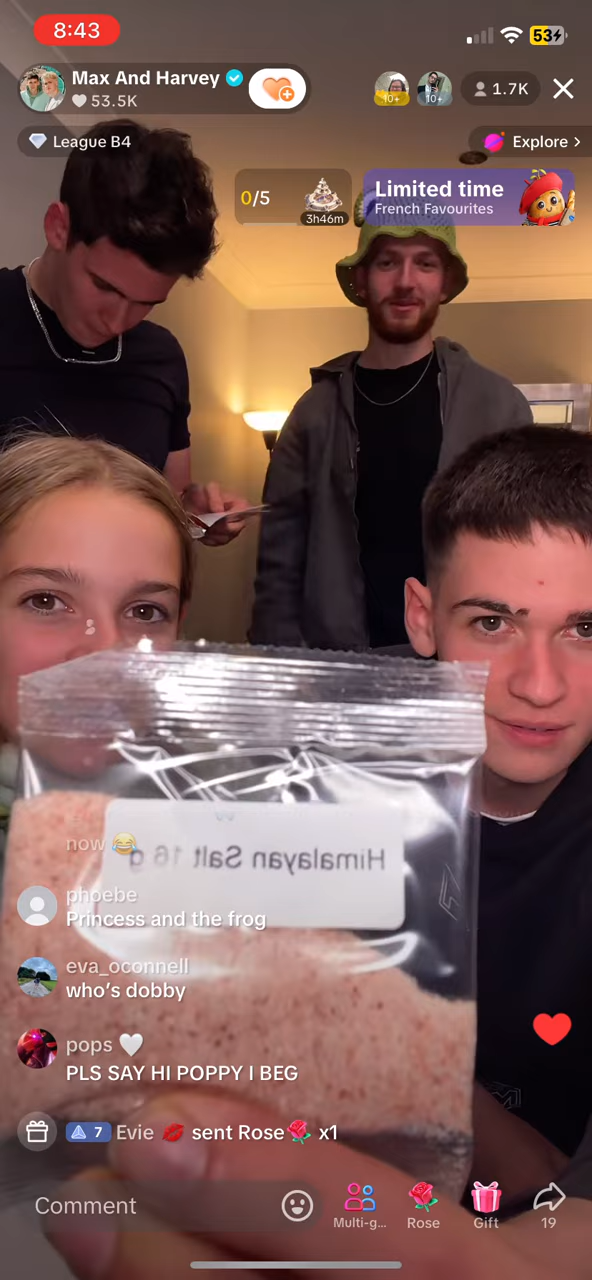 8:43
53
Max And Harvey
53.5K
10+
10+
1.7K
League B4
Explore >
0/5
3h46m
Limited time
French Favourites
Himalayan Salt 16 g
now 😂
phoebe
Princess and the frog
eva_oconnell
who's dobby
pops 🤍
PLS SAY HI POPPY I BEG
7 Evie 💋 sent Rose🌹 x1
Comment
Multi-g...
Rose
Gift
19